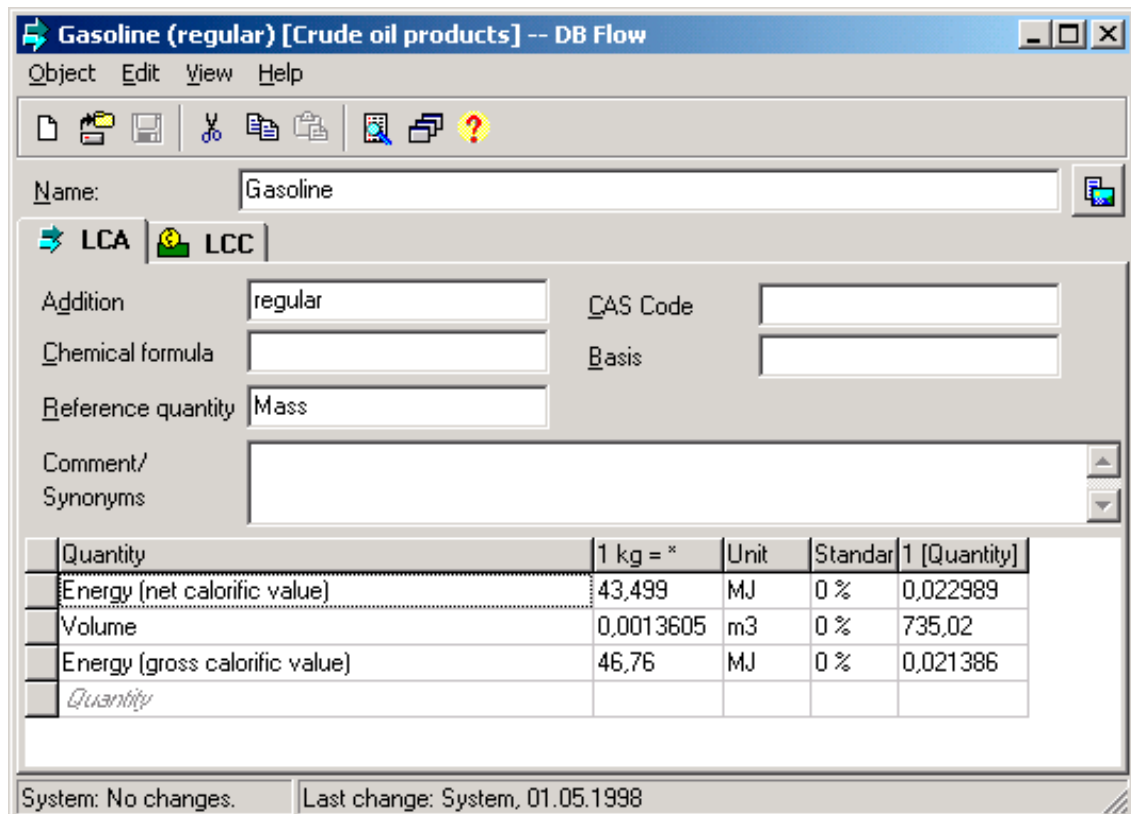 Gasoline (regular) [Crude oil products] -- DB Flow
Object Edit View Help
?
Name: Gasoline
LCA LCC
Addition regular CAS Code
Chemical formula Basis
Reference quantity Mass
Comment/
Synonyms
Quantity 1 kg = * Unit Standar 1 [Quantity]
Energy (net calorific value) 43,499 MJ 0 % 0,022989
Volume 0,0013605 m3 0 % 735,02
Energy (gross calorific value) 46,76 MJ 0 % 0,021386
Quantity
System: No changes. Last change: System, 01.05.1998